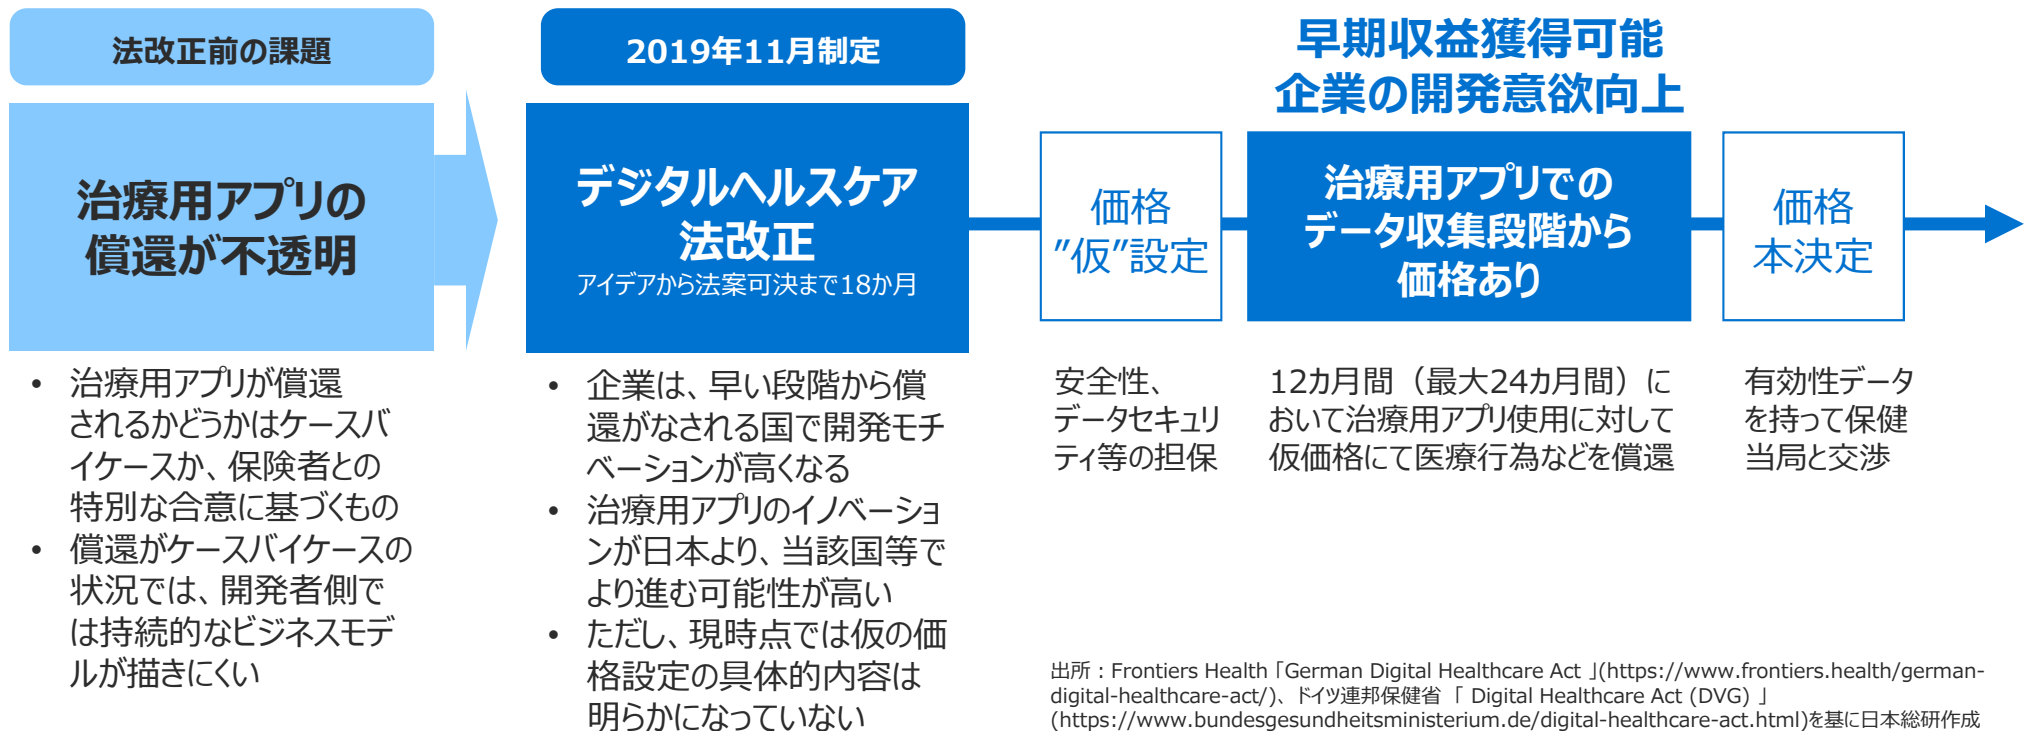 法改正前の課題
治療用アプリの
償還が不透明
• 治療用アプリが償還
されるかどうかはケースバ
イケースか、保険者との
特別な合意に基づくもの
• 償還がケースバイケースの
状況では、開発者側で
は持続的なビジネスモデ
ルが描きにくい
2019年11月制定
デジタルヘルスケア
法改正
アイデアから法案可決まで18か月
• 企業は、早い段階から償
還がなされる国で開発モチ
ベーションが高くなる
• 治療用アプリのイノベーショ
ンが日本より、当該国等で
より進む可能性が高い
• ただし、現時点では仮の価
格設定の具体的内容は
明らかになっていない
早期収益獲得可能
企業の開発意欲向上
価格
”仮”設定
安全性、
データセキュリ
ティ等の担保
治療用アプリでの
データ収集段階から
価格あり
12カ月間（最大24カ月間）に
おいて治療用アプリ使用に対して
仮価格にて医療行為などを償還
価格
本決定
有効性データ
を持って保健
当局と交渉
出所：Frontiers Health「German Digital Healthcare Act 」(https://www.frontiers.health/german-
digital-healthcare-act/)、ドイツ連邦保健省 「 Digital Healthcare Act (DVG) 」
(https://www.bundesgesundheitsministerium.de/digital-healthcare-act.html)を基に日本総研作成